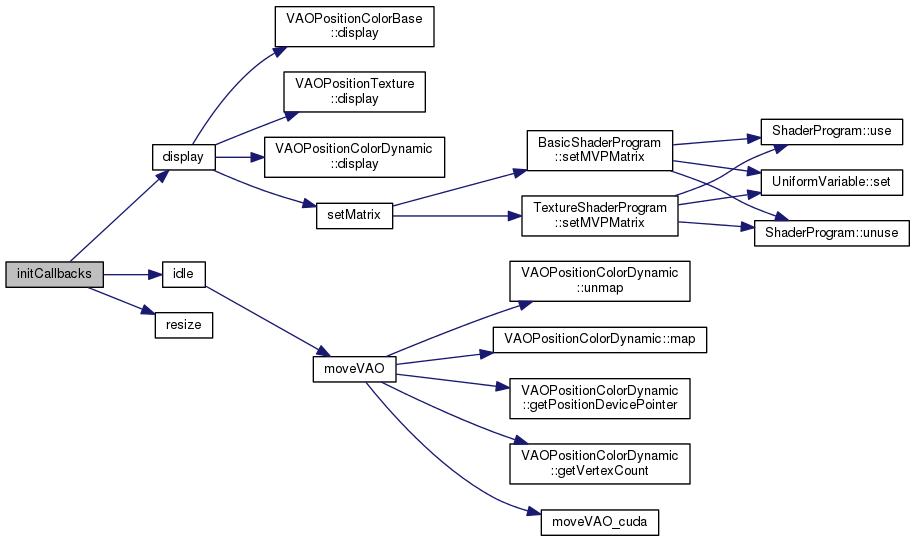 VAOPositionColorBase
::display
VAOPositionTexture
::display
VAOPositionColorDynamic
::display
display
setMatrix
BasicShaderProgram
::setMVPMatrix
TextureShaderProgram
::setMVPMatrix
ShaderProgram::use
UniformVariable::set
ShaderProgram::unuse
initCallbacks
idle
resize
moveVAO
VAOPositionColorDynamic
::unmap
VAOPositionColorDynamic::map
VAOPositionColorDynamic
::getPositionDevicePointer
VAOPositionColorDynamic
::getVertexCount
moveVAO_cuda